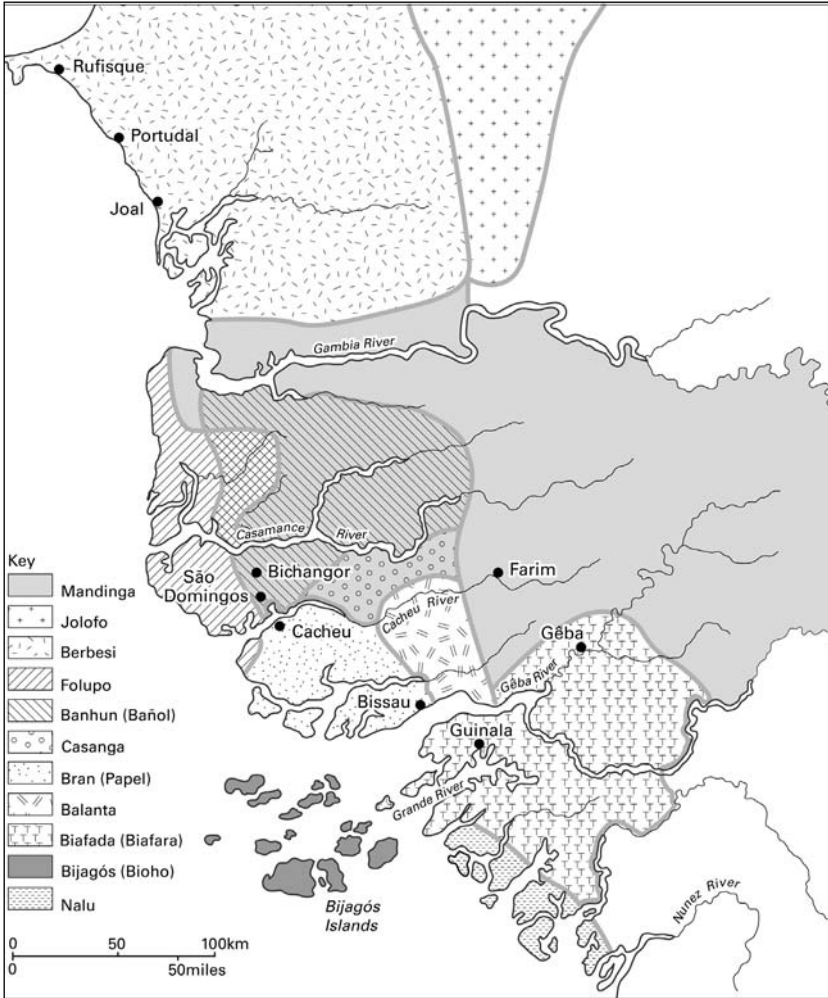 Rufisque
Portudal
Joal
Gambia River
Casamance River
Key
Mandinga
Jolofo
Berbesi
Folupo
Banhun (Bañol)
Casanga
Bran (Papel)
Balanta
Biafada (Biafara)
Bijagós (Bioho)
Nalu
São
Domingos
Bichangor
Farim
Cacheu River
Cacheu
Gêba
Gêba River
Bissau
Guinala
Grande River
Bijagós
Islands
Nunez River
0 50 100km
0 50miles